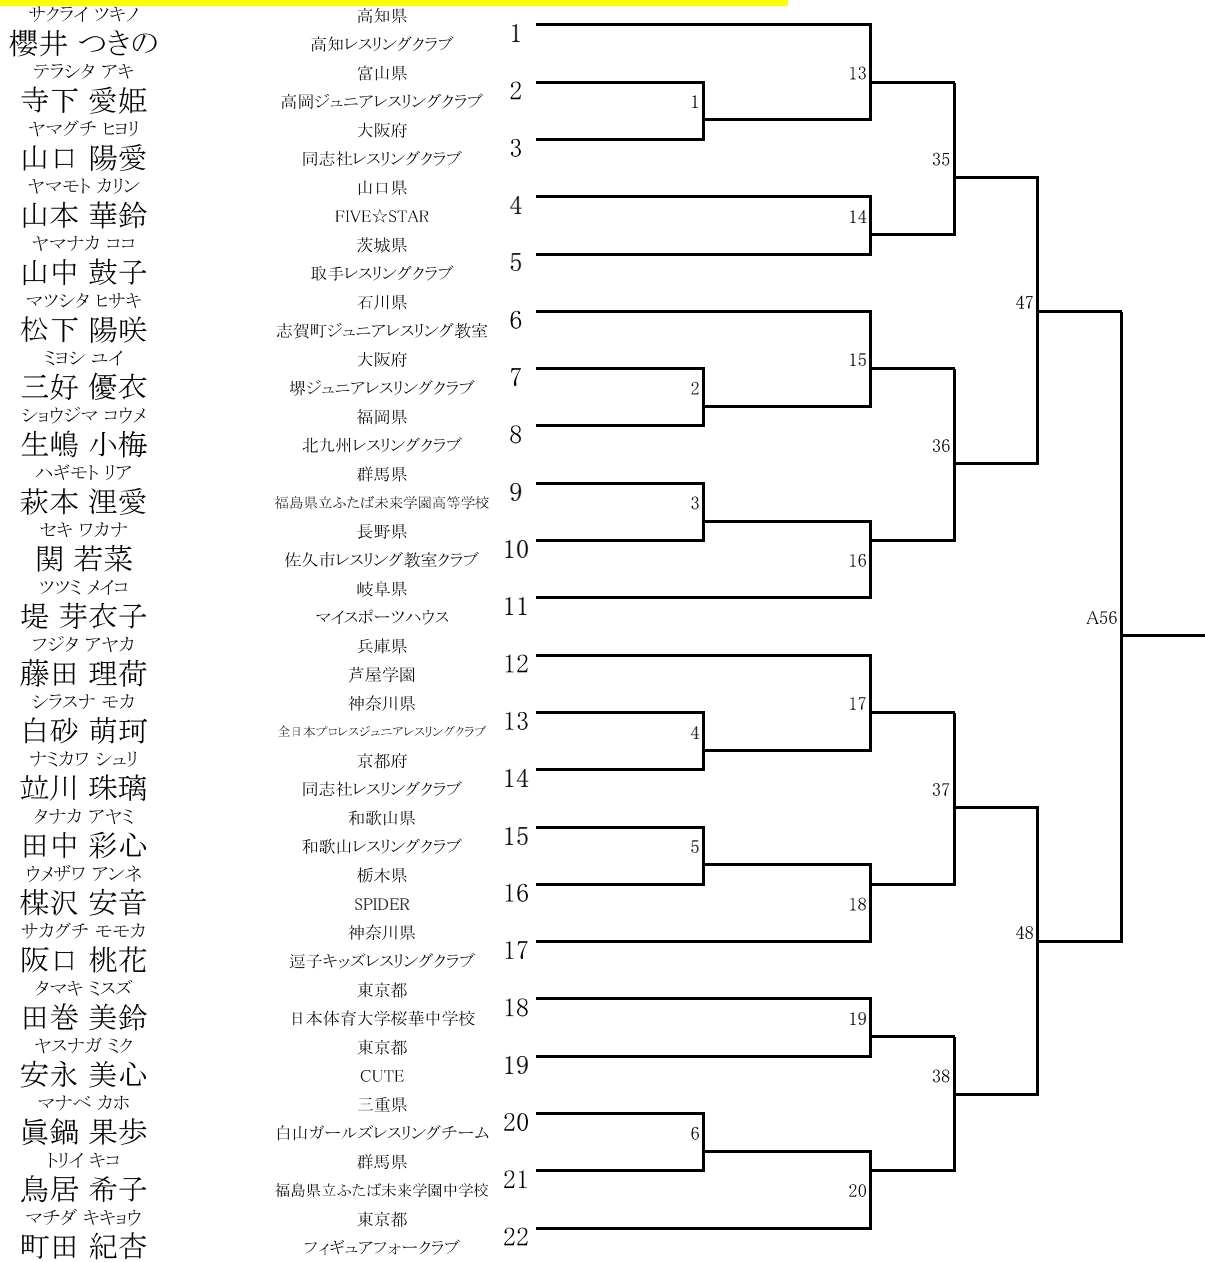 サクライ ツキノ 高知県
櫻井 つきの 高知レスリングクラブ 1
テラシタ アキ 富山県 13
寺下 愛姫 高岡ジュニアレスリングクラブ 2 1
ヤマグチ ヒヨリ 大阪府
山口 陽愛 同志社レスリングクラブ 3 35
ヤマモト カリン 山口県
山本 華鈴 FIVE☆STAR 4 14
ヤマナカ ココ 茨城県
山中 鼓子 取手レスリングクラブ 5
マツシタ ヒサキ 石川県 47
松下 陽咲 志賀町ジュニアレスリング教室 6
ミヨシ ユイ 大阪府 15
三好 優衣 堺ジュニアレスリングクラブ 7 2
ショウジマ コウメ 福岡県
生嶋 小梅 北九州レスリングクラブ 8 36
ハギモト リア 群馬県
萩本 浬愛 福島県立ふたば未来学園高等学校 9 3
セキ ワカナ 長野県
関 若菜 佐久市レスリング教室クラブ 10 16
ツツミ メイコ 岐阜県
堤 芽衣子 マイスポーツハウス 11 A56
フジタ アヤカ 兵庫県
藤田 理荷 芦屋学園 12
シラスナ モカ 神奈川県 17
白砂 萌珂 全日本プロレスジュニアレスリングクラブ 13 4
ナミカワ シュリ 京都府
竝川 珠璃 同志社レスリングクラブ 14 37
タナカ アヤミ 和歌山県
田中 彩心 和歌山レスリングクラブ 15 5
ウメザワ アンネ 栃木県
楳沢 安音 SPIDER 16 18
サカグチ モモカ 神奈川県 48
阪口 桃花 逗子キッズレスリングクラブ 17
タマキ ミスズ 東京都
田巻 美鈴 日本体育大学桜華中学校 18 19
ヤスナガ ミク 東京都
安永 美心 CUTE 19 38
マナベ カホ 三重県
眞鍋 果歩 白山ガールズレスリングチーム 20 6
トリイ キコ 群馬県
鳥居 希子 福島県立ふたば未来学園中学校 21 20
マチダ キキョウ 東京都
町田 紀杏 フィギュアフォークラブ 22